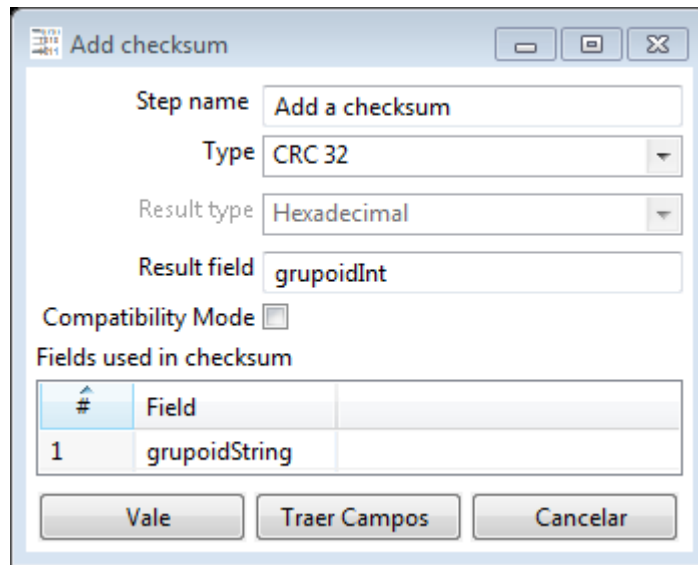 Add checksum
Step name Add a checksum
Type CRC 32
Result type Hexadecimal
Result field grupoidInt
Compatibility Mode
Fields used in checksum
# Field
1 grupoidString
Vale Traer Campos Cancelar